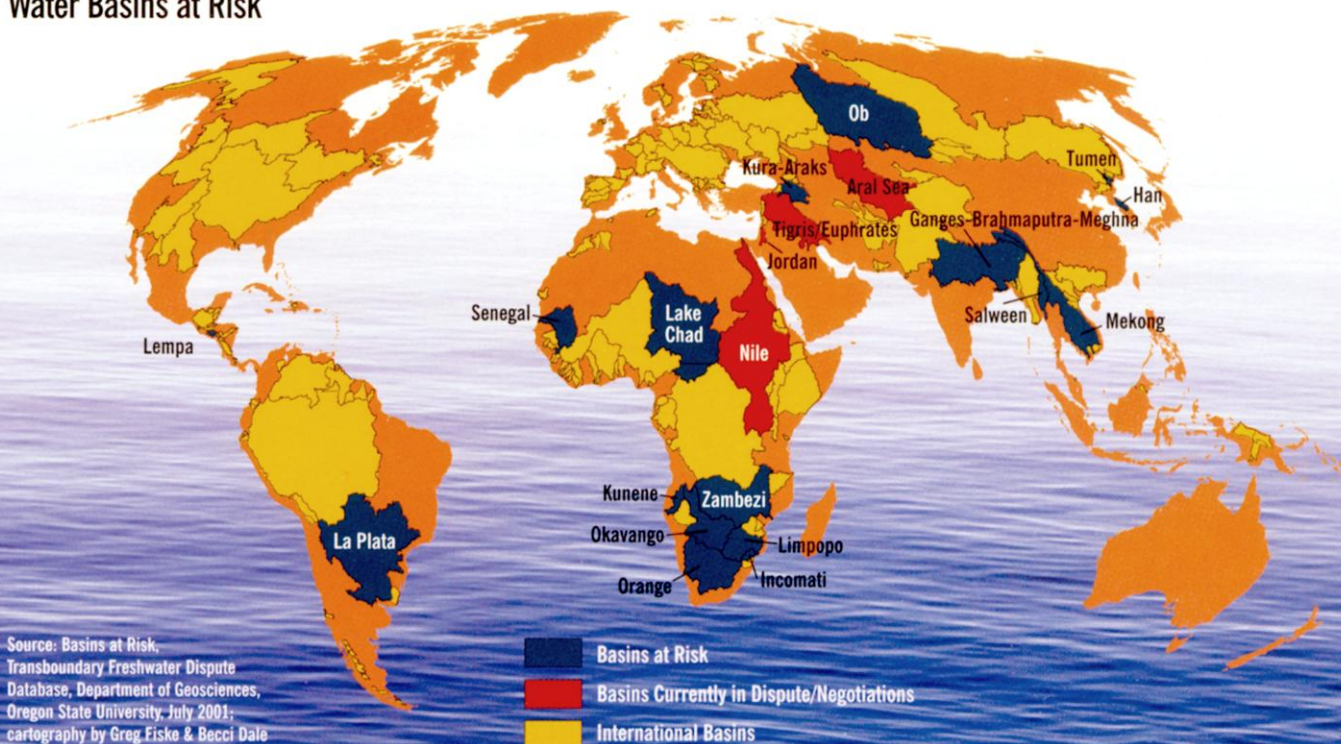 Water Basins at Risk
Ob
Tumen
Kura-Araks
Han
Aral Sea
Ganges-Brahmaputra-Meghna
Tigris/Euphrates
Jordan
Senegal
Lake
Chad
Salween
Mekong
Lempa
Nile
Kunene
Zambezi
La Plata
Okavango
Limpopo
Orange
Incomati
Source: Basins at Risk,
Transboundary Freshwater Dispute
Database, Department of Geosciences,
Oregon State University, July 2001;
cartography by Greg Fiske & Becci Dale
Basins at Risk
Basins Currently in Dispute/Negotiations
International Basins